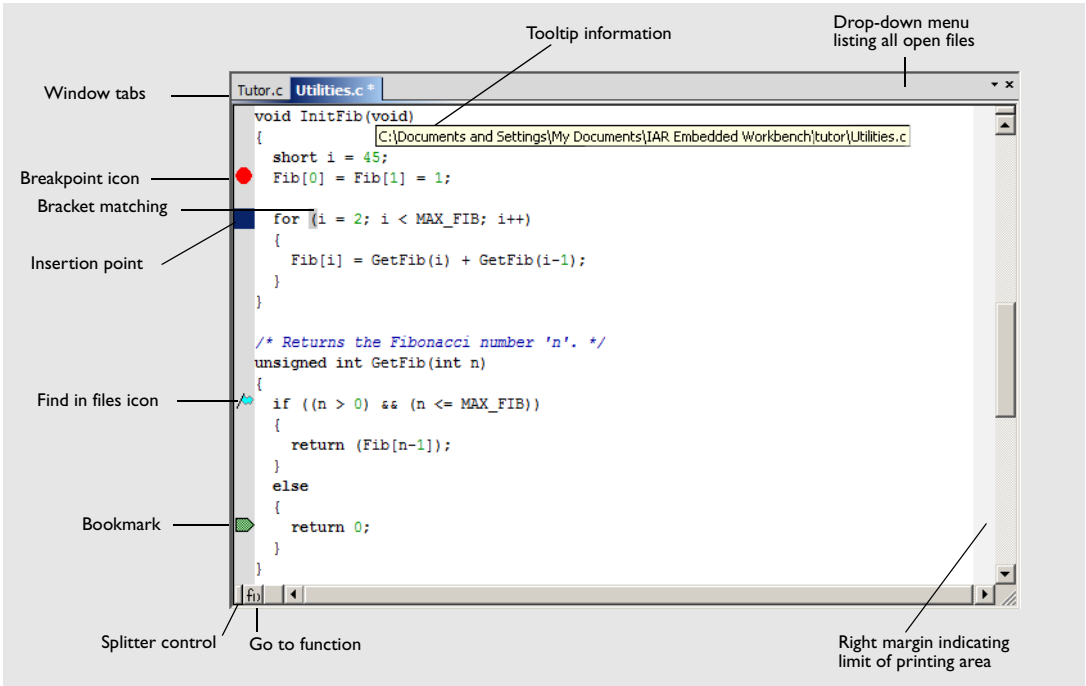 Tooltip information
Drop-down menu
listing all open files
Window tabs
Tutor.c Utilities.c *
void InitFib(void)
C:\Documents and Settings\My Documents\IAR Embedded Workbench\tutor\Utilities.c
{
short i = 45;
Breakpoint icon
Fib[0] = Fib[1] = 1;
Bracket matching
for (i = 2; i < MAX_FIB; i++)
{
Insertion point
Fib[i] = GetFib(i) + GetFib(i-1);
}
}
/* Returns the Fibonacci number 'n'. */
unsigned int GetFib(int n)
{
Find in files icon
if ((n > 0) && (n <= MAX_FIB))
{
return (Fib[n-1]);
}
else
{
Bookmark
return 0;
}
}
f()
Splitter control
Go to function
Right margin indicating
limit of printing area